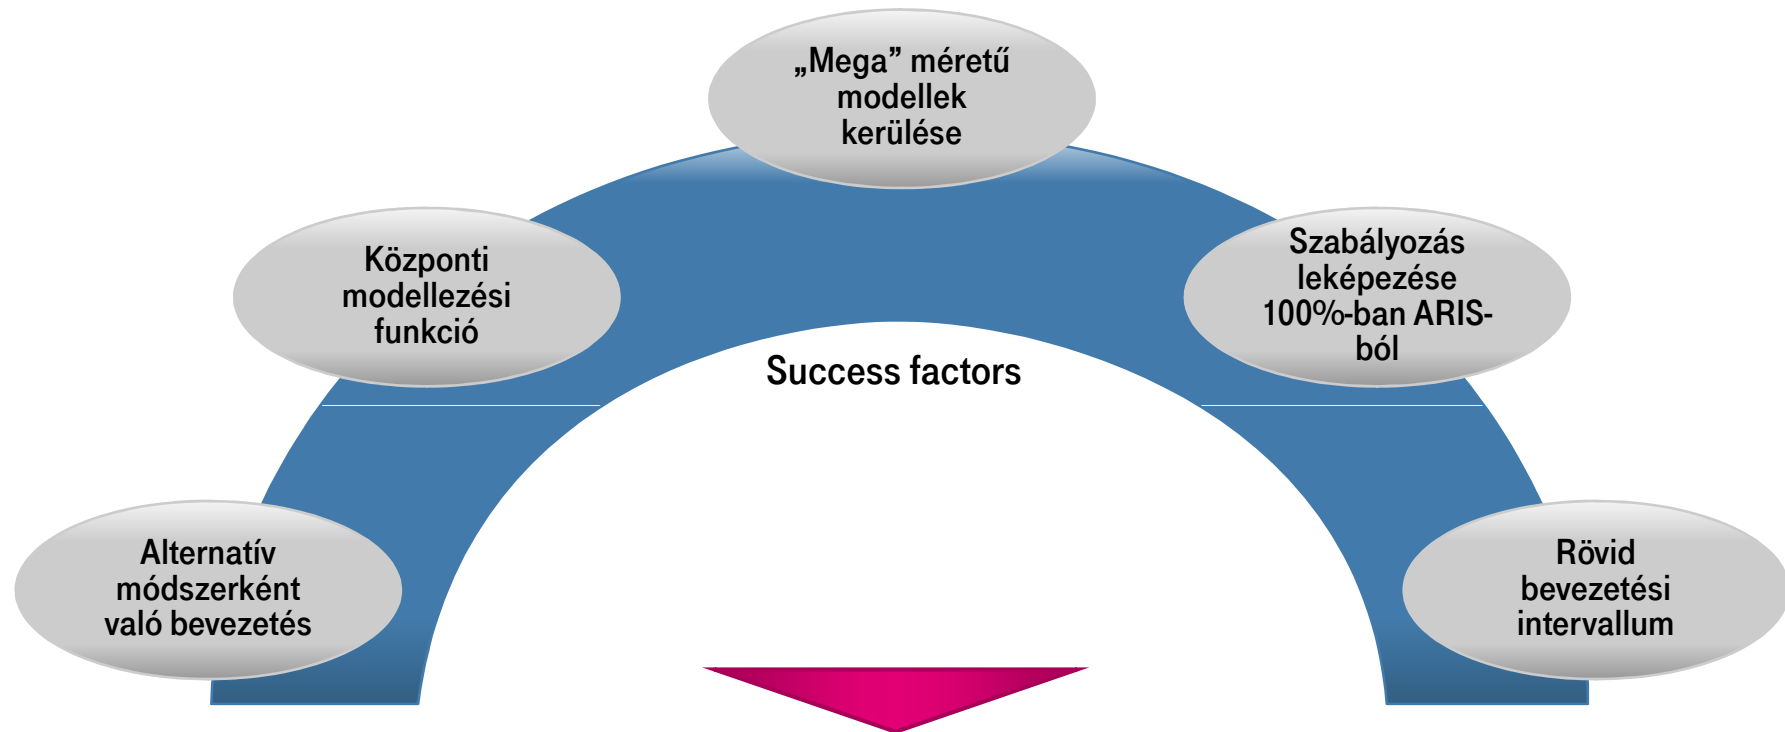 „Mega” méretű
modellek
kerülése
Központi
modellezési
funkció
Szabályozás
leképezése
100%-ban ARIS-
ból
Success factors
Alternatív
módszerként
való bevezetés
Rövid
bevezetési
intervallum